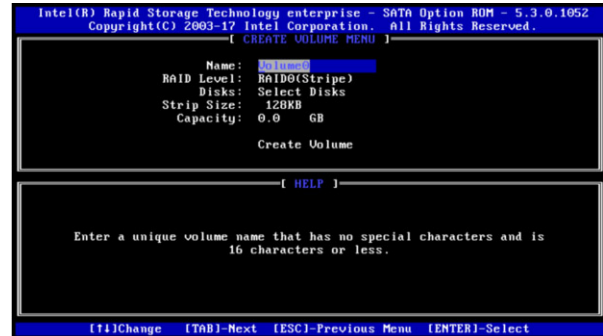 Intel(R) Rapid Storage Technology enterprise - SATA Option ROM - 5.3.0.1052
Copyright(C) 2003-17 Intel Corporation. All Rights Reserved.
[ CREATE VOLUME MENU ]
Name: Volume0
RAID Level: RAID0(Stripe)
Disks: Select Disks
Strip Size: 128KB
Capacity: 0.0 GB
Create Volume
[ HELP ]
Enter a unique volume name that has no special characters and is
16 characters or less.
[↑↓]Change [TAB]-Next [ESC]-Previous Menu [ENTER]-Select